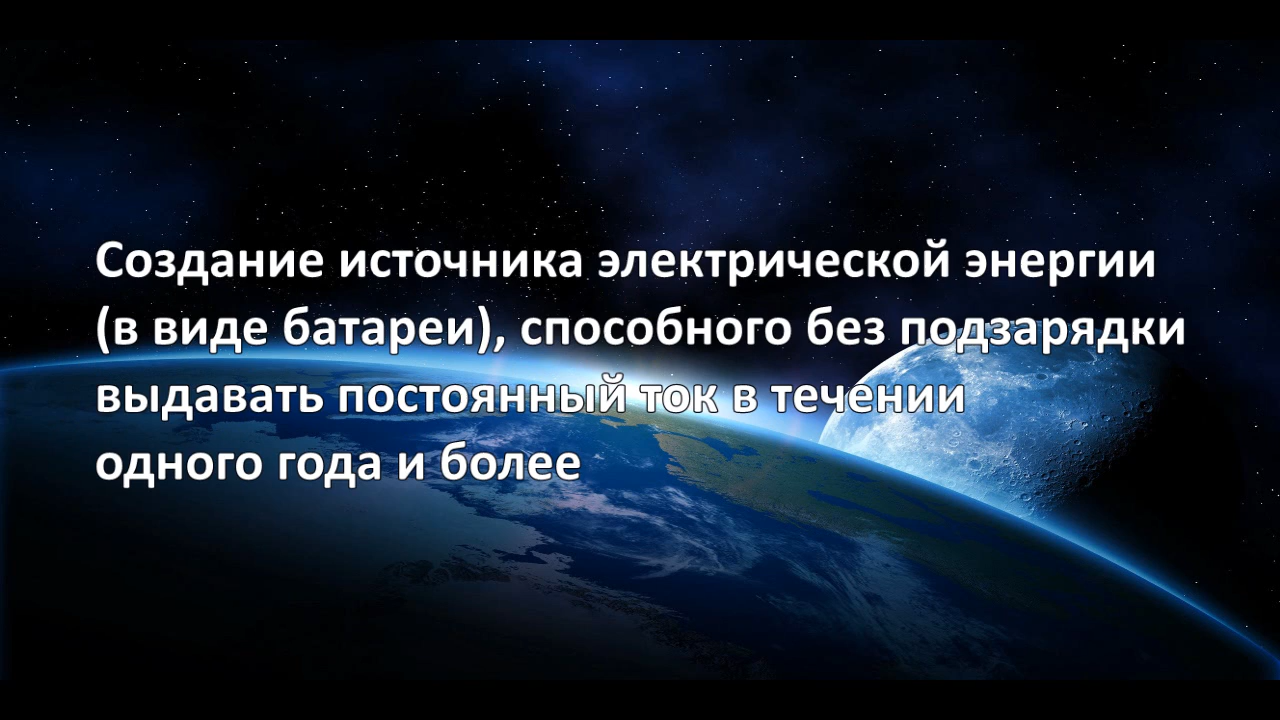 Создание источника электрической энергии
(в виде батареи), способного без подзарядки
выдавать постоянный ток в течении
одного года и более